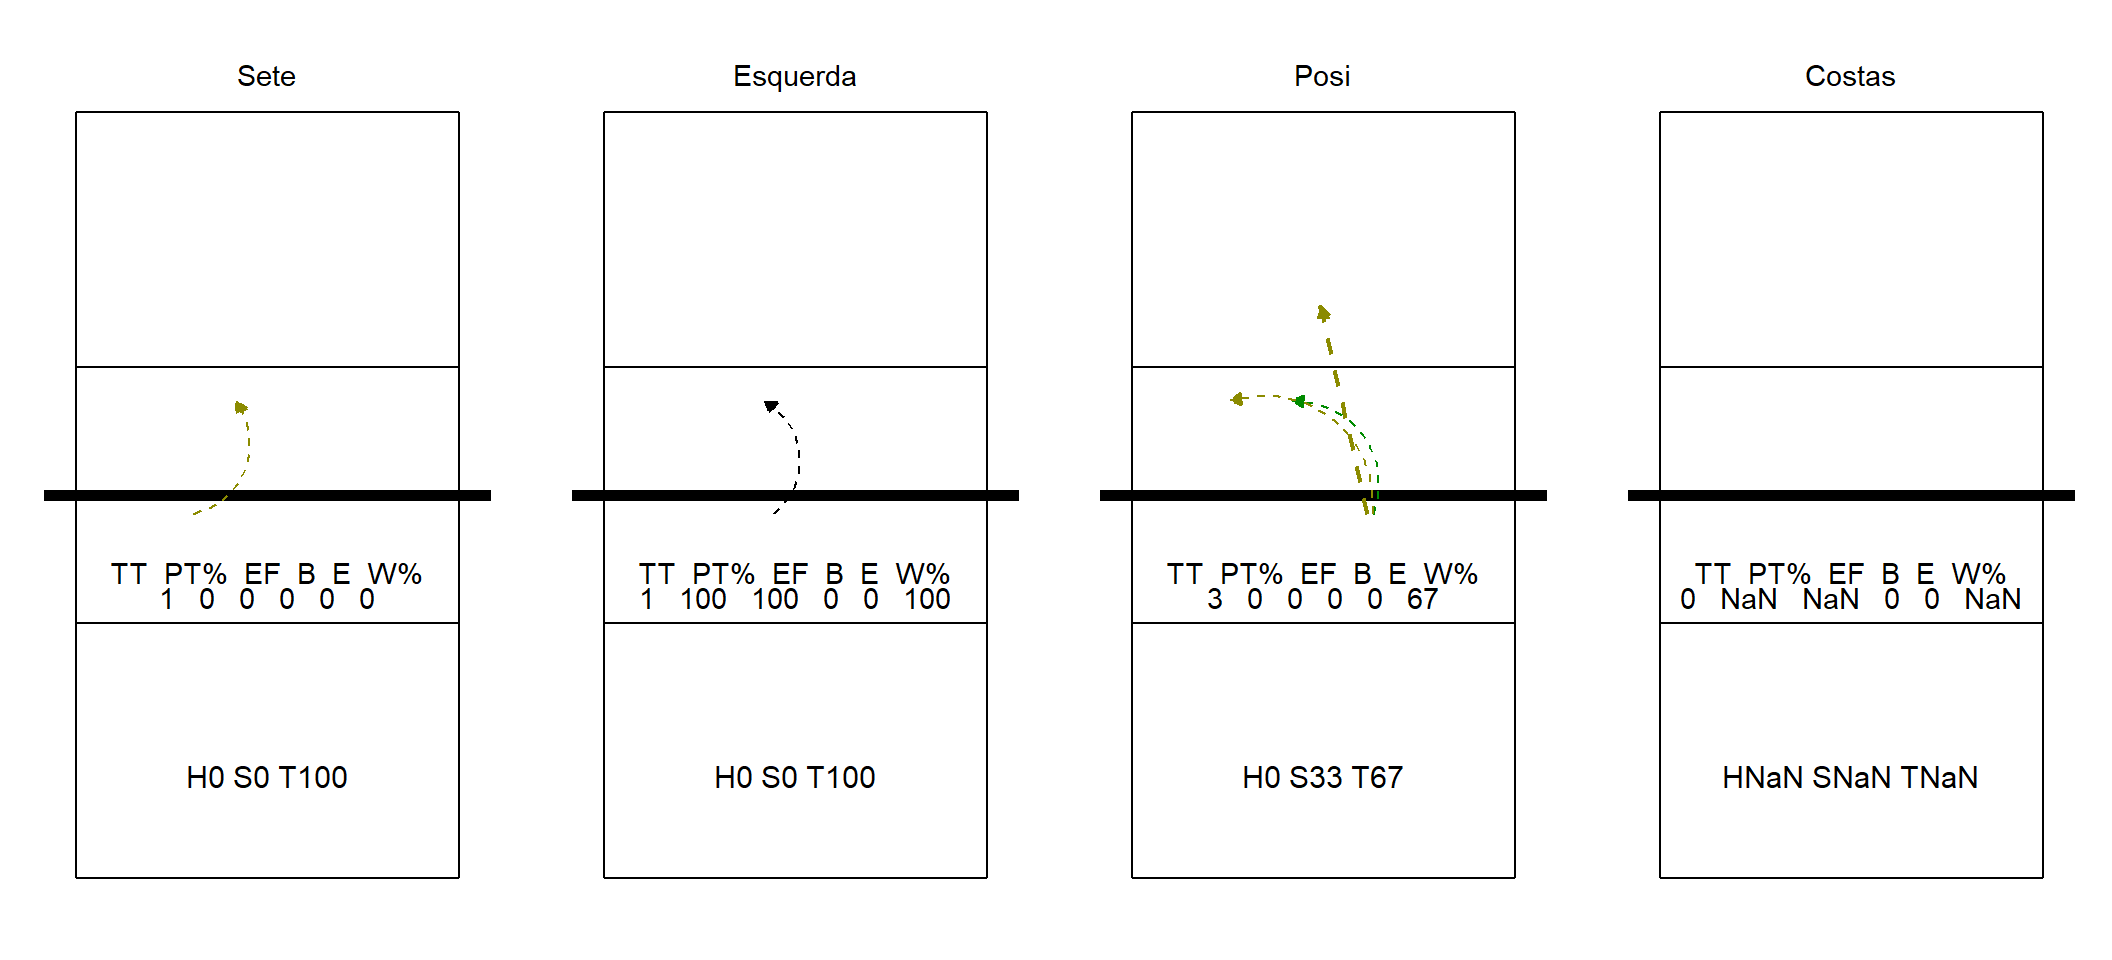 Sete
TT PT% EF B E W%
1 0 0 0 0 0
H0 S0 T100
Esquerda
TT PT% EF B E W%
1 100 100 0 0 100
H0 S0 T100
Posi
TT PT% EF B E W%
3 0 0 0 0 67
H0 S33 T67
Costas
TT PT% EF B E W%
0 NaN NaN 0 0 NaN
HNaN SNaN TNaN